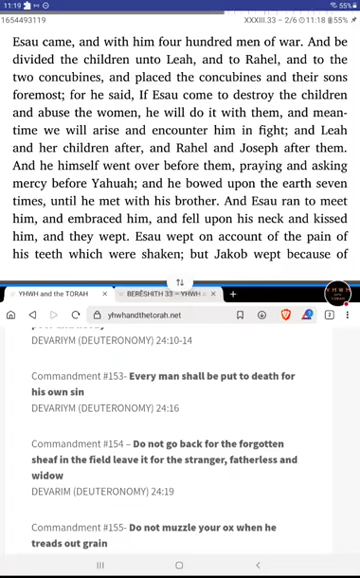 11:19
55%
1654493119
XXXIII.33 – 2/6 11:18 55%
Esau came, and with him four hundred men of war. And he
divided the children unto Leah, and to Rahel, and to the
two concubines, and placed the concubines and their sons
foremost; for he said, If Esau come to destroy the children
and abuse the women, he will do it with them, and mean-
time we will arise and encounter him in fight; and Leah
and her children after, and Rahel and Joseph after them.
And he himself went over before them, praying and asking
mercy before Yahuah; and he bowed upon the earth seven
times, until he met with his brother. And Esau ran to meet
him, and embraced him, and fell upon his neck and kissed
him, and they wept. Esau wept on account of the pain of
his teeth which were shaken; but Jakob wept because of
YHWH and the TORAH × BERĔSHITH 33 – YHWH × +
yhwhandthetorah.net
DEVARIYM (DEUTERONOMY) 24:10-14
Commandment #153- Every man shall be put to death for
his own sin
DEVARIYM (DEUTERONOMY) 24:16
Commandment #154 – Do not go back for the forgotten
sheaf in the field leave it for the stranger, fatherless and
widow
DEVARIM (DEUTERONOMY) 24:19
Commandment #155- Do not muzzle your ox when he
treads out grain